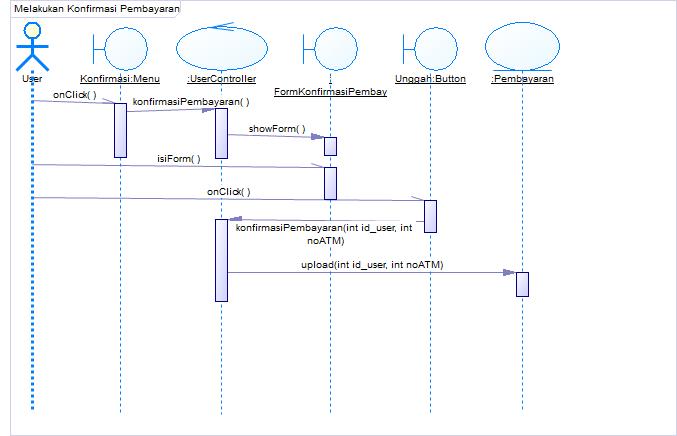 Melakukan Konfirmasi Pembayaran
User
Konfirmasi:Menu
:UserController
:
FormKonfirmasiPembay
Unggah:Button
:Pembayaran
onClick( )
konfirmasiPembayaran( )
showForm( )
isiForm( )
onClick( )
konfirmasiPembayaran(int id_user, int
noATM)
upload(int id_user, int noATM)